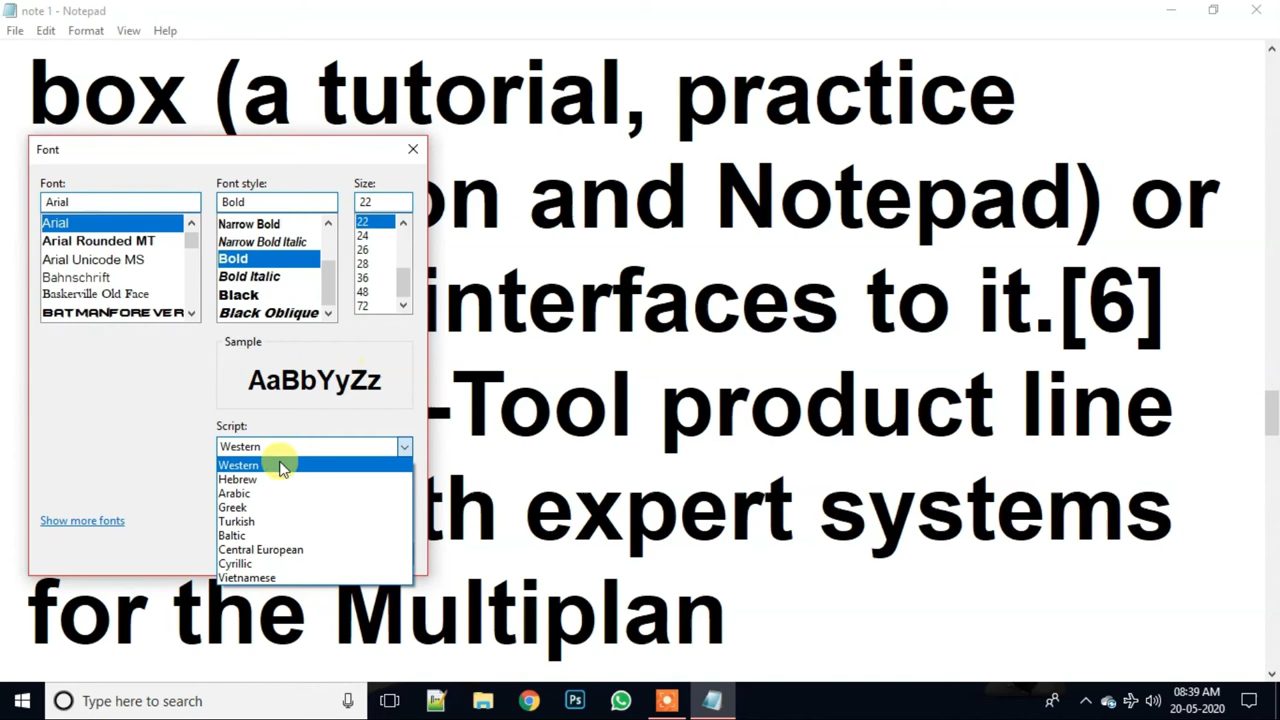 note 1 - Notepad
File Edit Format View Help
box (a tutorial, practice
on and Notepad) or
interfaces to it.[6]
-Tool product line
th expert systems
for the Multiplan
Font
Font: Font style: Size:
Arial Bold 22
Arial Narrow Bold 22
Arial Rounded MT Narrow Bold Italic 24
Arial Unicode MS Bold 26
Bahnschrift Bold Italic 28
Baskerville Old Face Black 36
BATMANFOREVER Black Oblique 48
72
Sample
AaBbYyZz
Script:
Western
Western
Hebrew
Arabic
Greek
Turkish
Baltic
Central European
Cyrillic
Vietnamese
Show more fonts
Type here to search
Ps
08:39 AM
20-05-2020